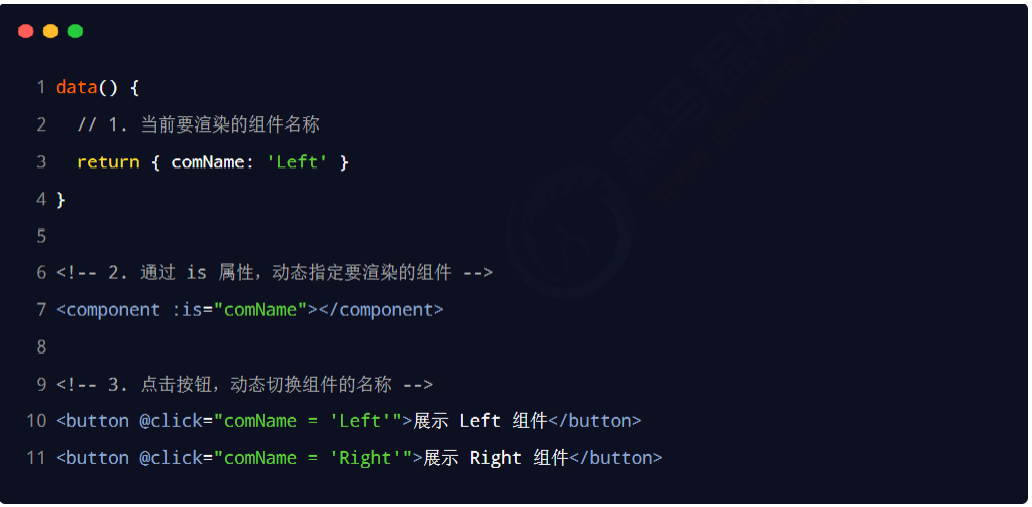 1 data() {
2 // 1. 当前要渲染的组件名称
3 return { comName: 'Left' }
4 }
5
6 <!-- 2. 通过 is 属性，动态指定要渲染的组件 -->
7 <component :is="comName"></component>
8
9 <!-- 3. 点击按钮，动态切换组件的名称 -->
10 <button @click="comName = 'Left'">展示 Left 组件</button>
11 <button @click="comName = 'Right'">展示 Right 组件</button>